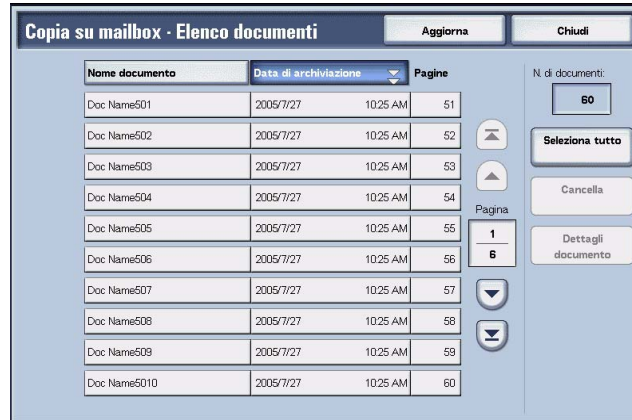 Copia su mailbox - Elenco documenti
Aggiorna
Chiudi
Nome documento Data di archiviazione Pagine
N. di documenti:
60
Doc Name501 2005/7/27 10:25 AM 51
Doc Name502 2005/7/27 10:25 AM 52
Seleziona tutto
Doc Name503 2005/7/27 10:25 AM 53
Doc Name504 2005/7/27 10:25 AM 54
Cancella
Pagina
Doc Name505 2005/7/27 10:25 AM 55
1
6
Dettagli
documento
Doc Name506 2005/7/27 10:25 AM 56
Doc Name507 2005/7/27 10:25 AM 57
Doc Name508 2005/7/27 10:25 AM 58
Doc Name509 2005/7/27 10:25 AM 59
Doc Name5010 2005/7/27 10:25 AM 60